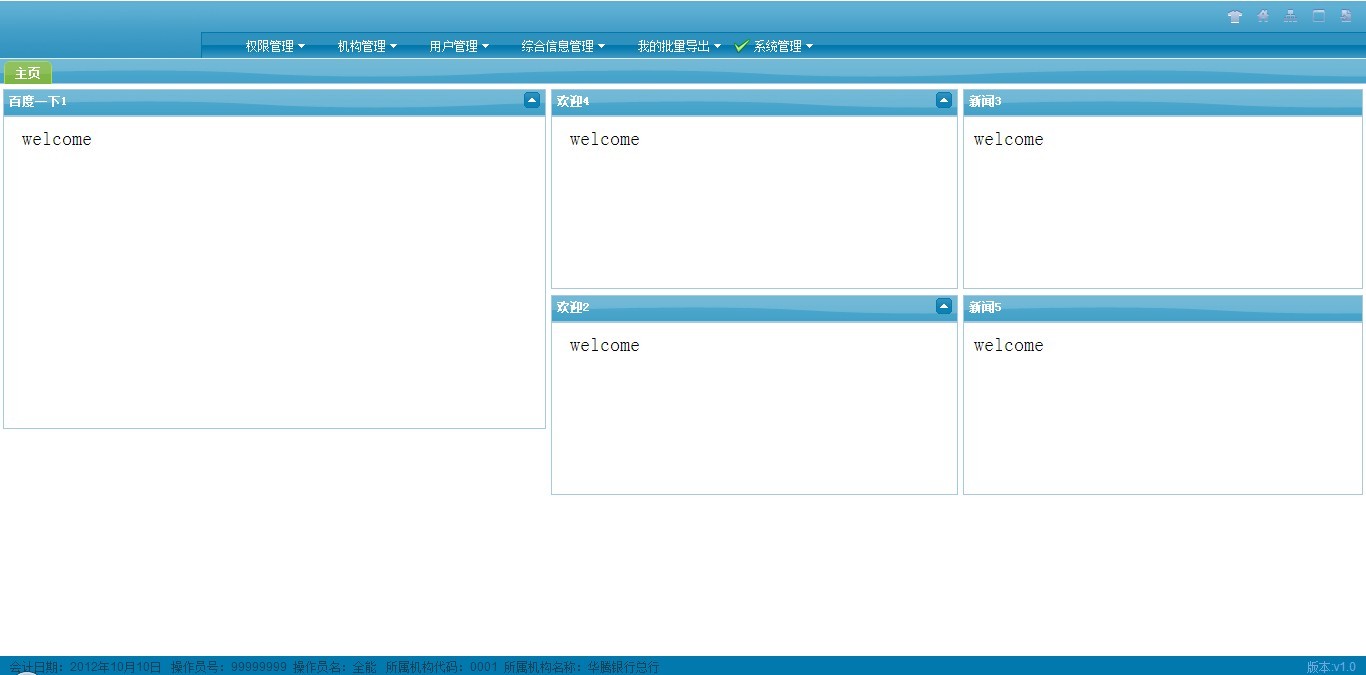 权限管理 机构管理 用户管理 综合信息管理 我的批量导出 系统管理
主页
百度一下1
welcome
欢迎4
welcome
新闻3
welcome
欢迎2
welcome
新闻5
welcome
会计日期: 2012年10月10日 操作员号: 99999999 操作员名: 全能 所属机构代码: 0001 所属机构名称: 华腾银行总行
版本:v1.0